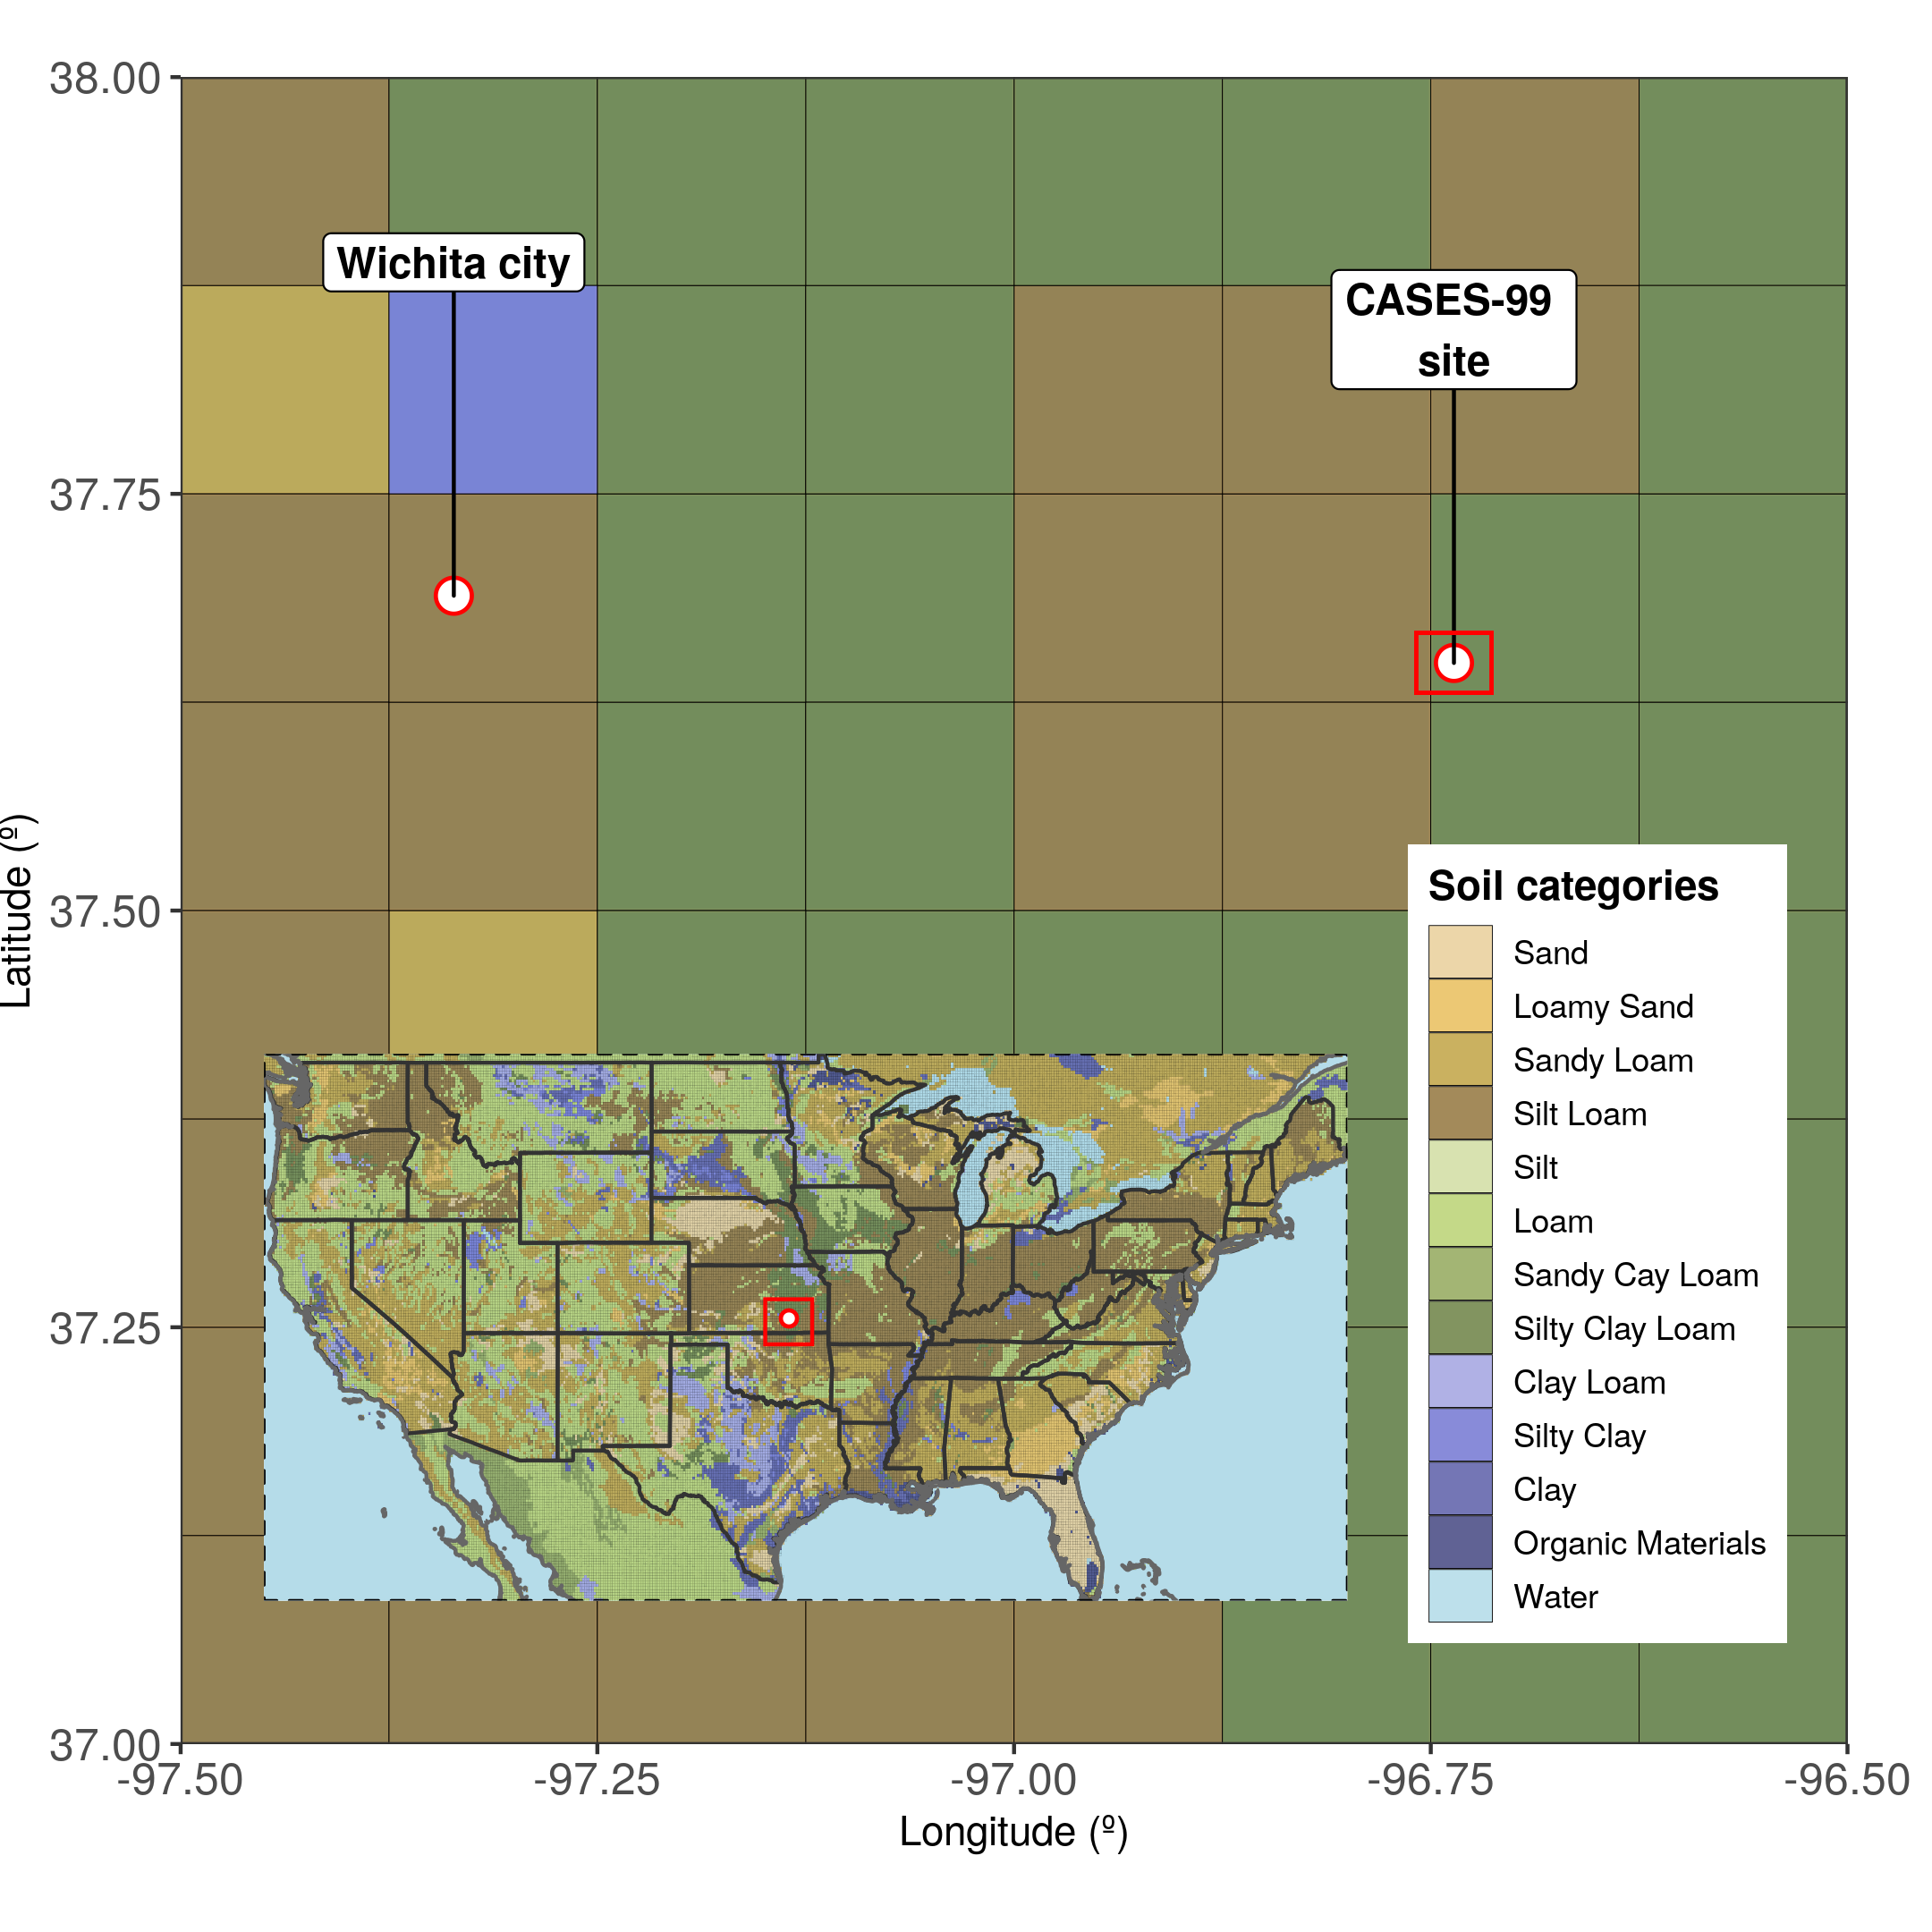 38.00
Wichita city
CASES-99
site
37.75
Latitude (º)
37.50
Soil categories
Sand
Loamy Sand
Sandy Loam
Silt Loam
Silt
Loam
Sandy Cay Loam
Silty Clay Loam
Clay Loam
Silty Clay
Clay
Organic Materials
Water
37.25
37.00
-97.50 -97.25 -97.00 -96.75 -96.50
Longitude (º)